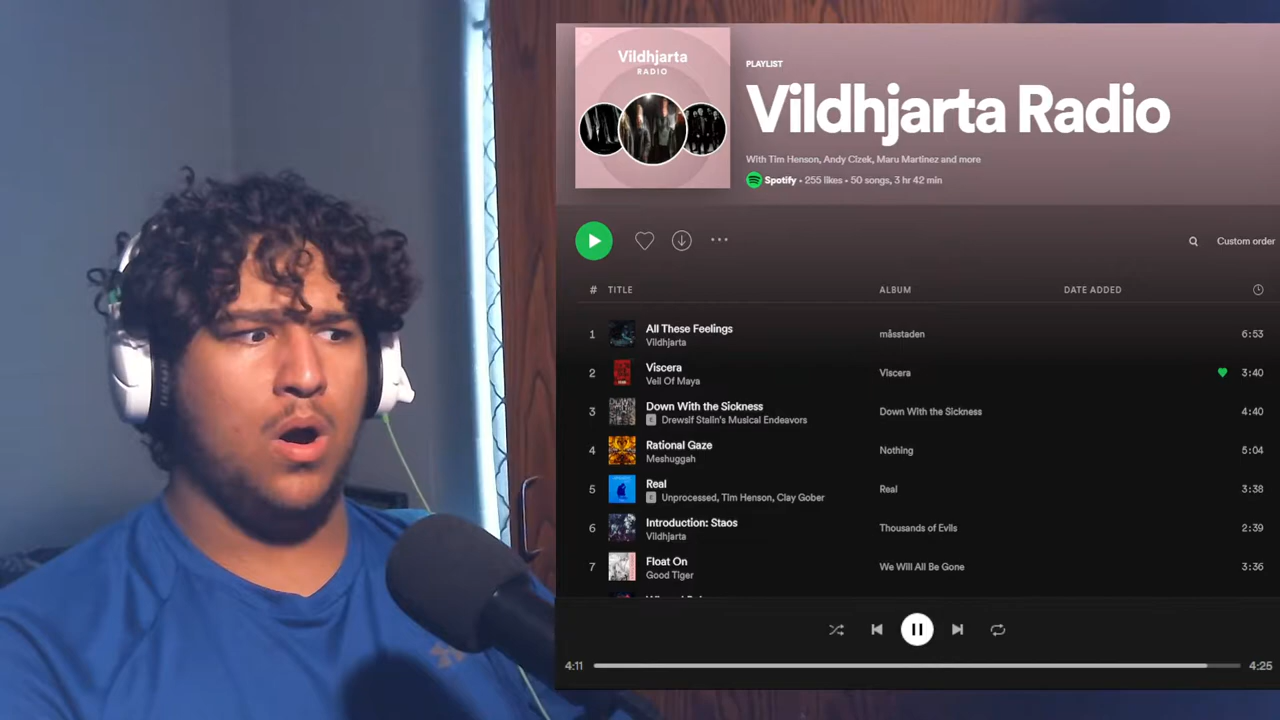 Vildhjarta
RADIO
PLAYLIST
Vildhjarta Radio
With Tim Henson, Andy Cizek, Maru Martinez and more
Spotify • 255 likes • 50 songs, 3 hr 42 min
Custom order
# TITLE ALBUM DATE ADDED
1 All These Feelings måsstaden 6:53
Vildhjarta
2 Viscera Viscera 3:40
Veil Of Maya
3 Down With the Sickness Down With the Sickness 4:40
E Drewsif Stalin's Musical Endeavors
4 Rational Gaze Nothing 5:04
Meshuggah
5 Real Real 3:38
E Unprocessed, Tim Henson, Clay Gober
6 Introduction: Staos Thousands of Evils 2:39
Vildhjarta
7 Float On We Will All Be Gone 3:36
Good Tiger
4:11 4:25